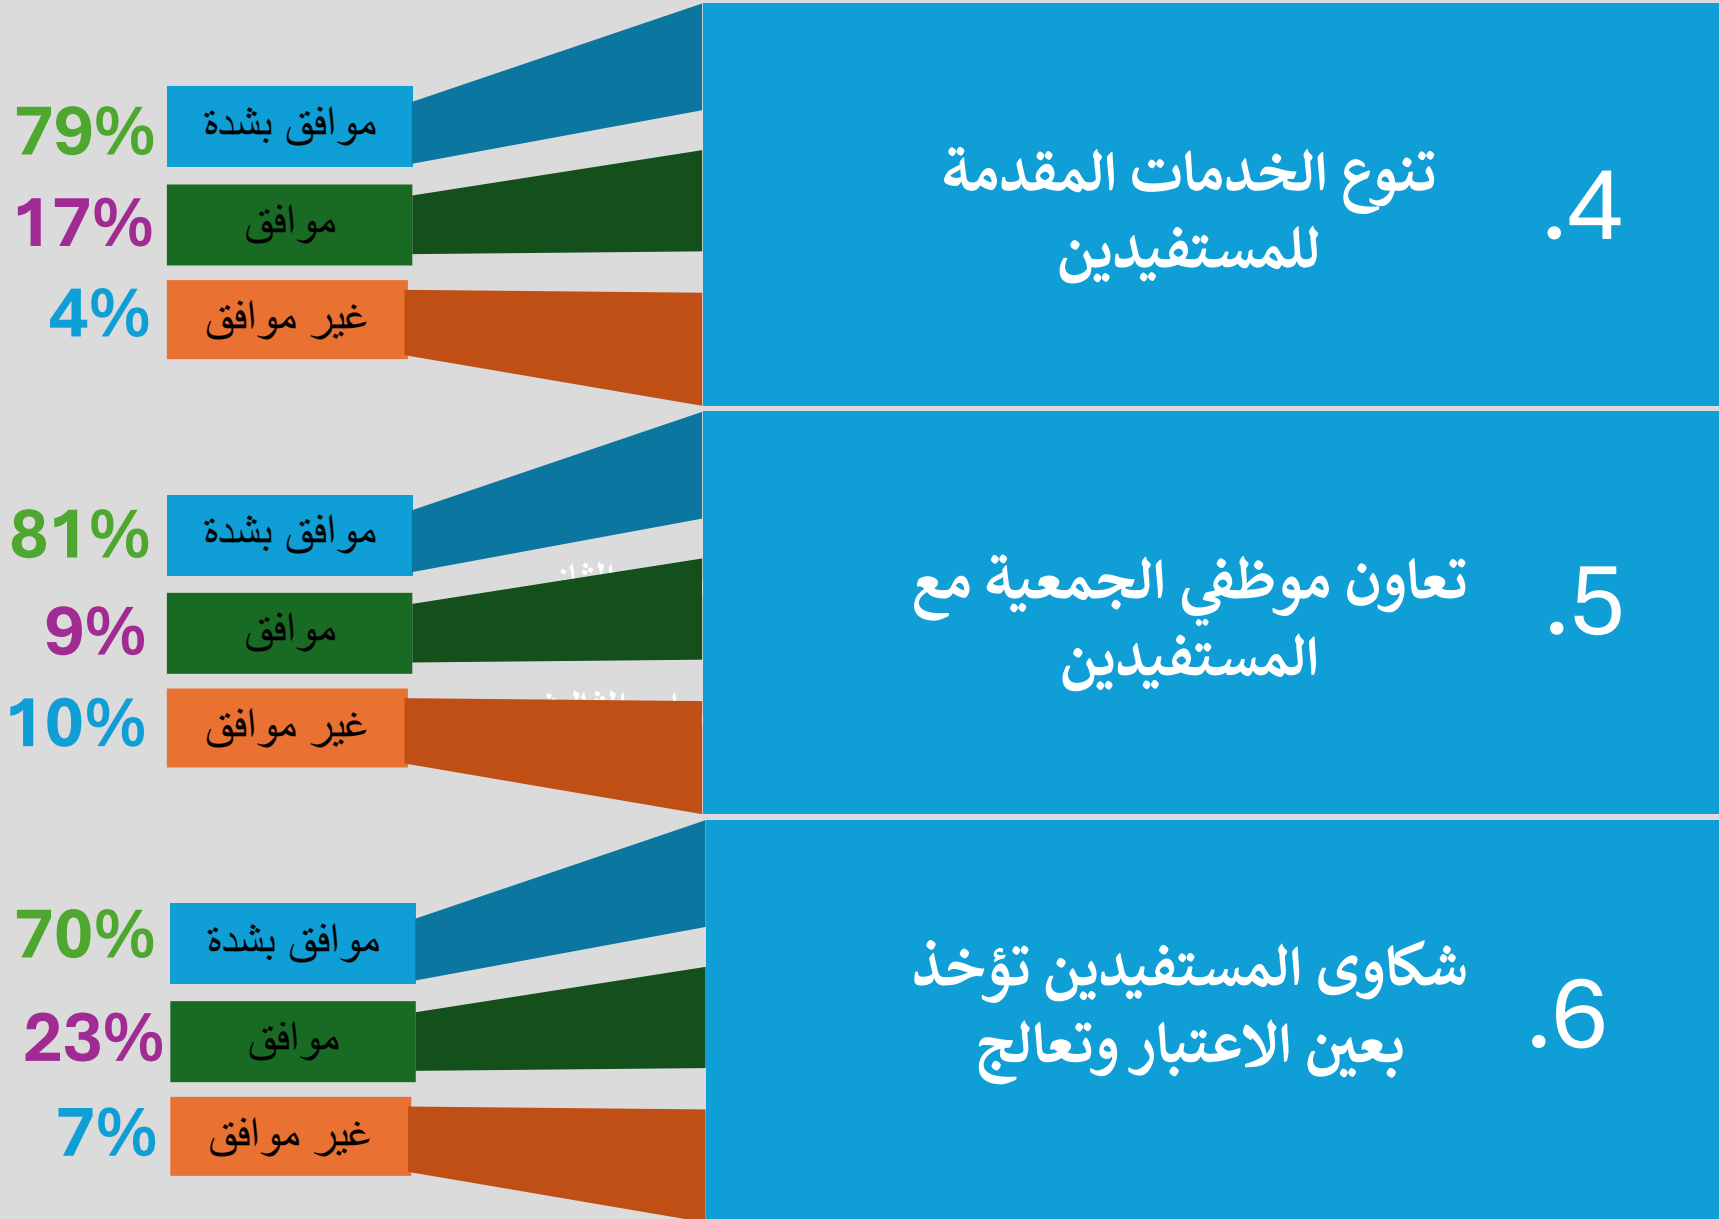 4.
تنوع الخدمات المقدمة
للمستفيدين
موافق بشدة
79%
موافق
17%
غير موافق
4%
5.
تعاون موظفي الجمعية مع
المستفيدين
موافق بشدة
81%
موافق
9%
غير موافق
10%
6.
شكاوى المستفيدين تؤخذ
بعين الاعتبار وتعالج
موافق بشدة
70%
موافق
23%
غير موافق
7%